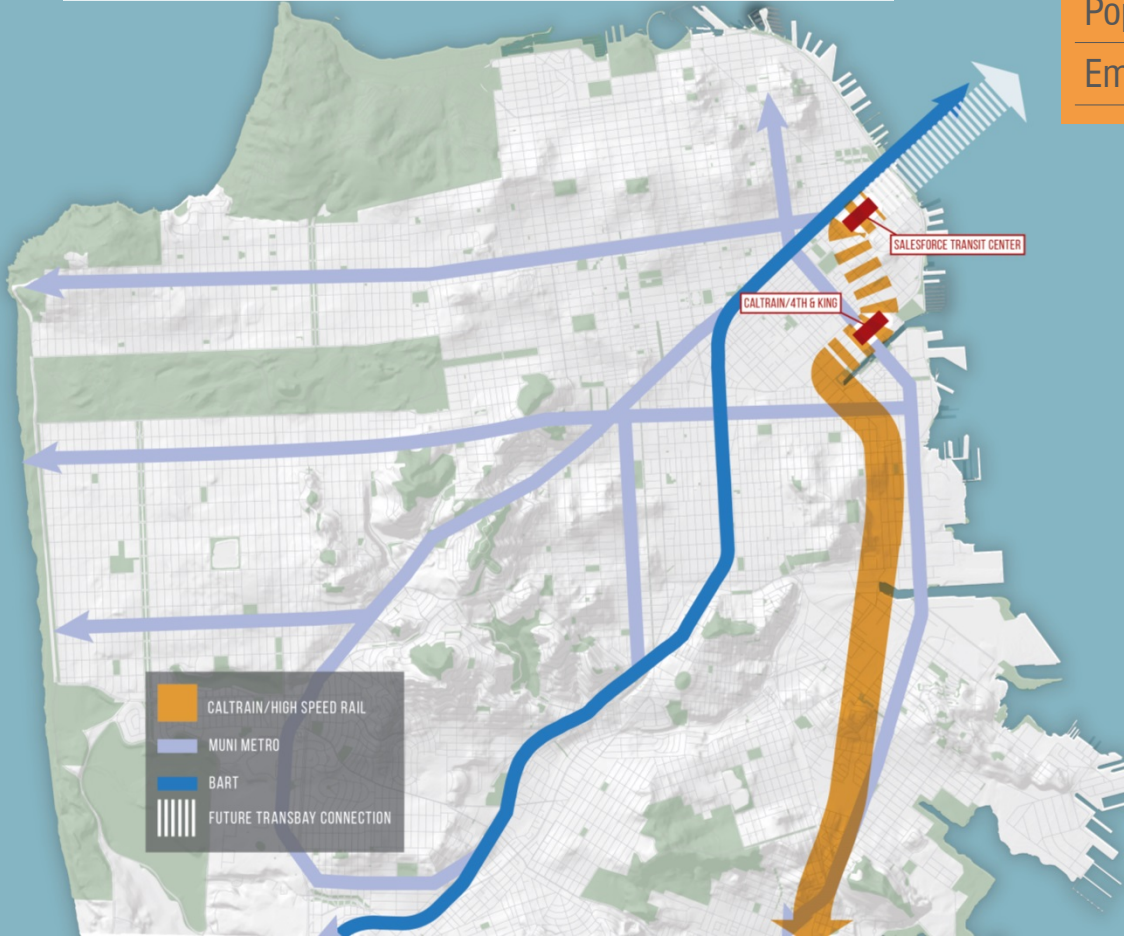 SALESFORCE TRANSIT CENTER
CALTRAIN/4TH & KING
CALTRAIN/HIGH SPEED RAIL
MUNI METRO
BART
FUTURE TRANSBAY CONNECTION